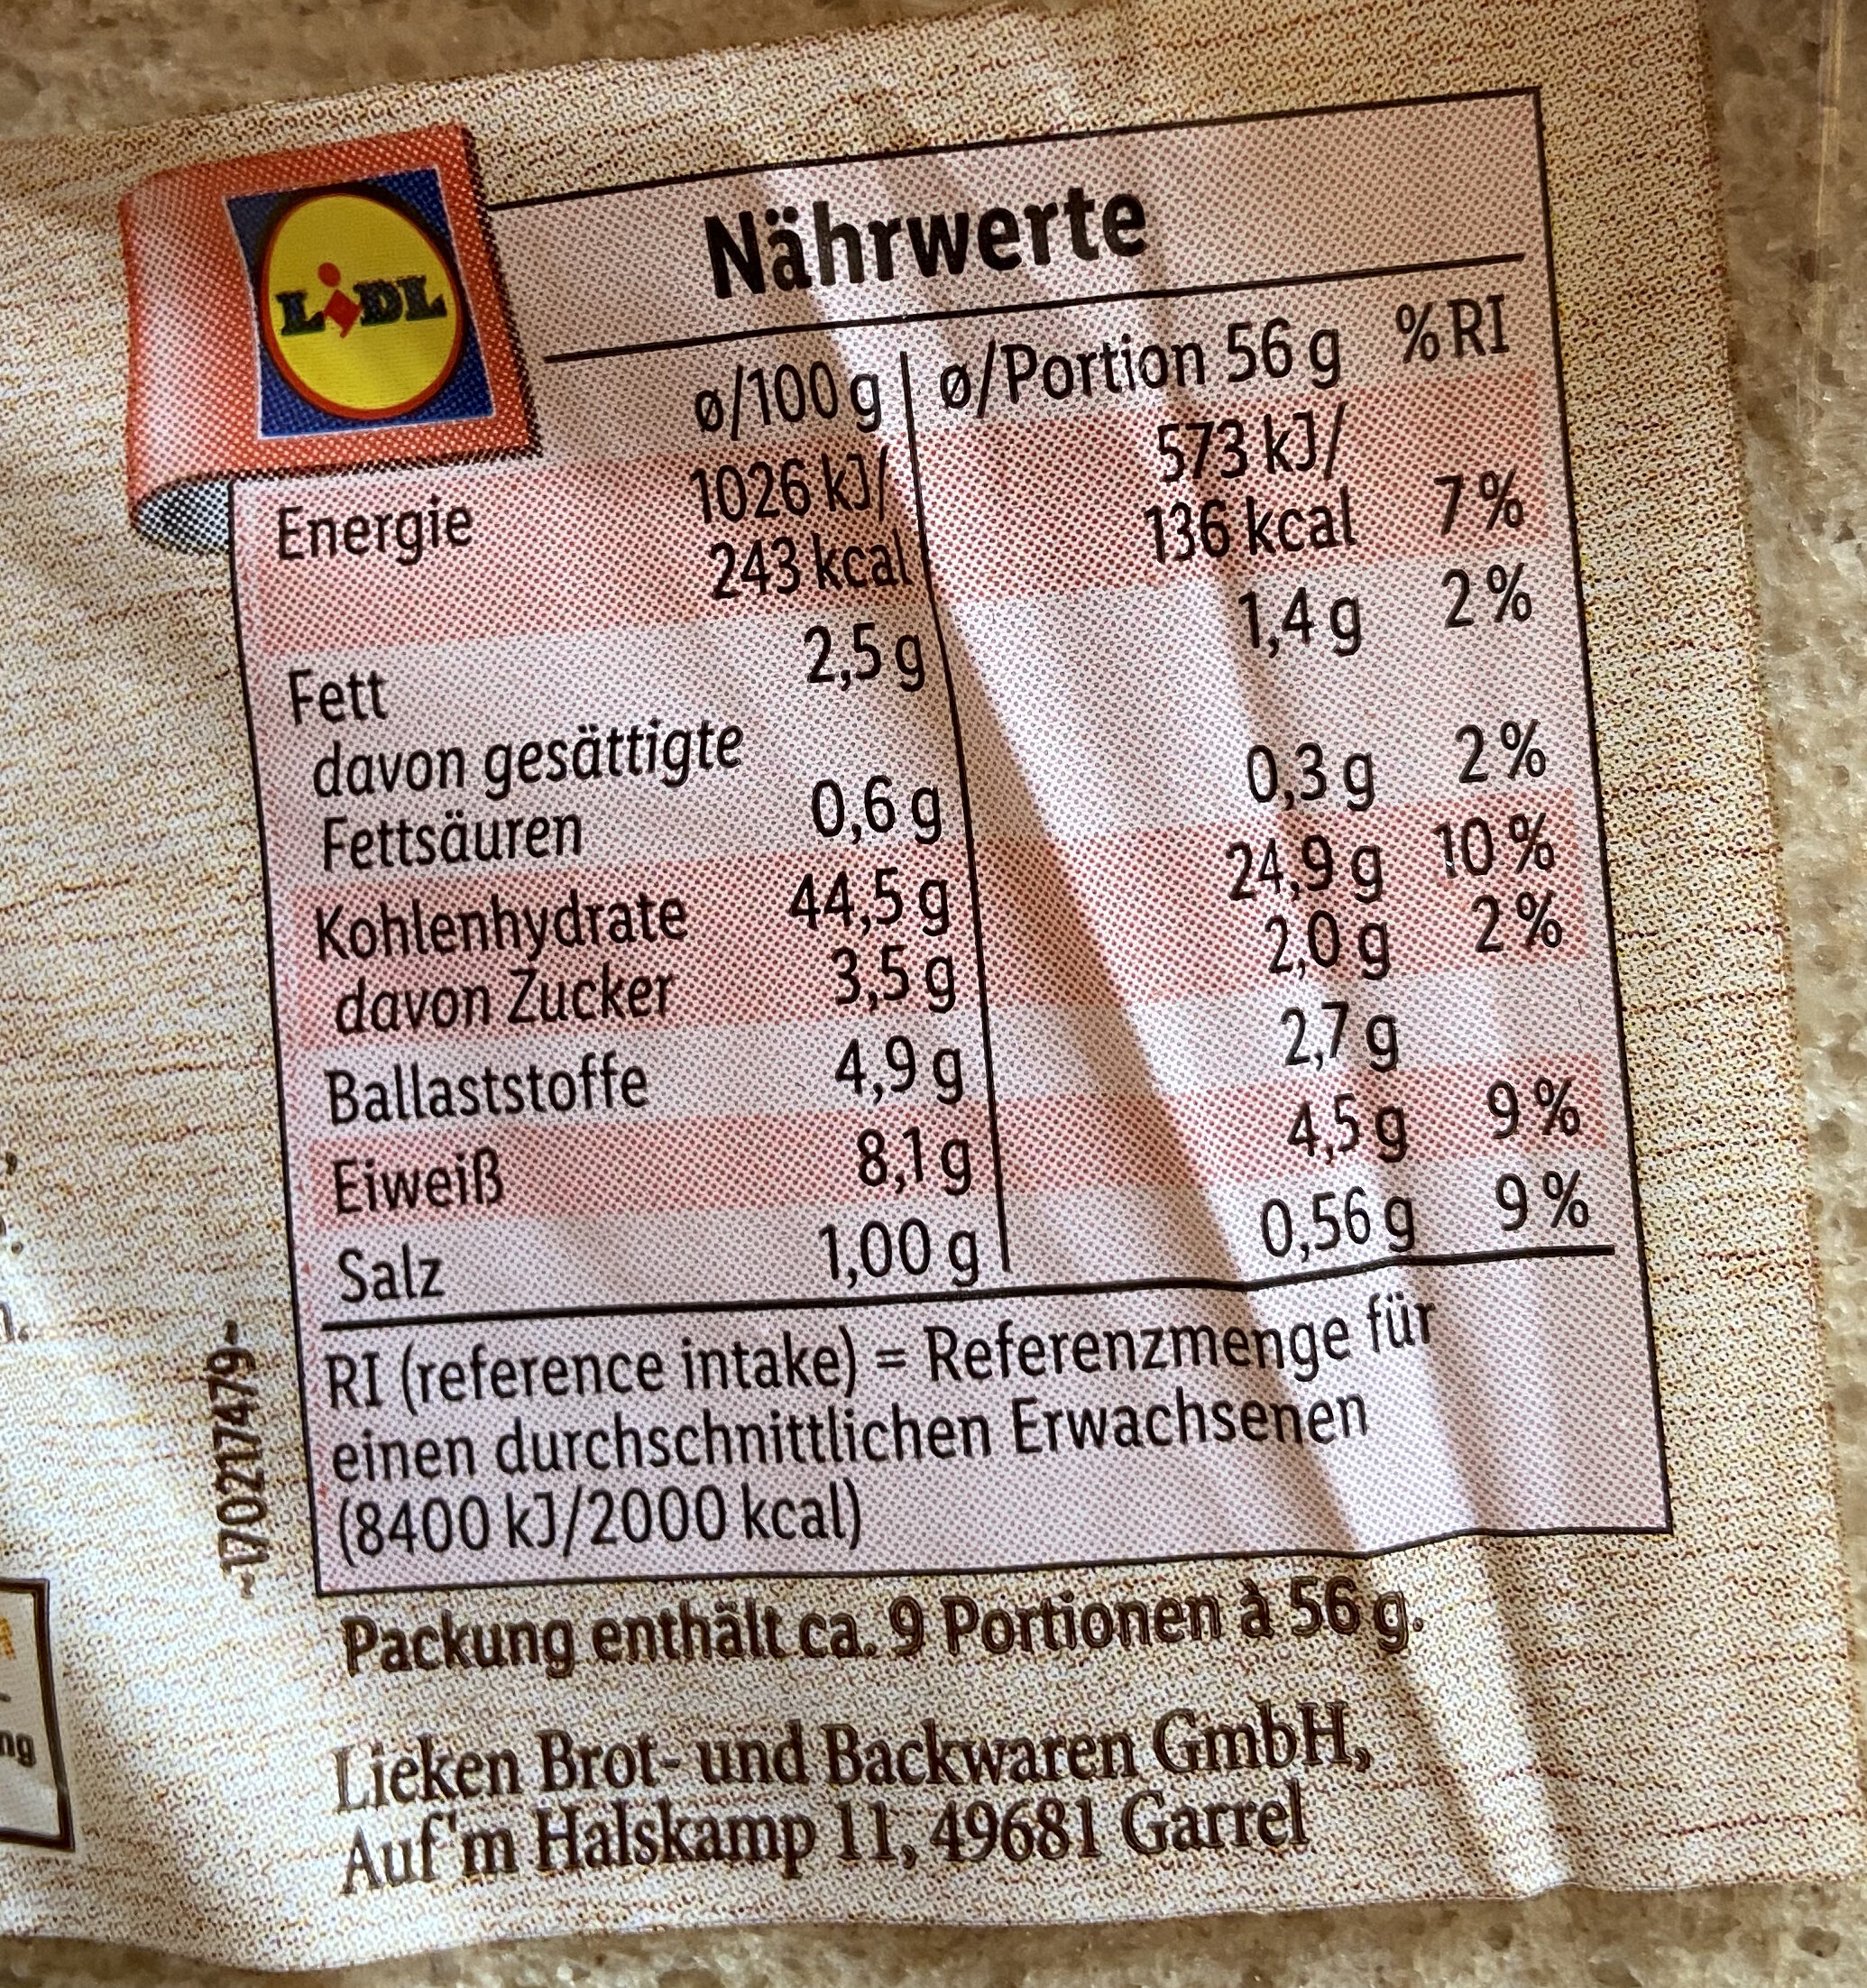 LIDL
Nährwerte
ø/100 g ø/Portion 56 g % RI
Energie 1026 kJ/ 573 kJ/
243 kcal 136 kcal 7 %
Fett 2,5 g 1,4 g 2 %
davon gesättigte
Fettsäuren 0,6 g 0,3 g 2 %
Kohlenhydrate 44,5 g 24,9 g 10 %
davon Zucker 3,5 g 2,0 g 2 %
Ballaststoffe 4,9 g 2,7 g
Eiweiß 8,1 g 4,5 g 9 %
Salz 1,00 g 0,56 g 9 %
RI (reference intake) = Referenzmenge für
einen durchschnittlichen Erwachsenen
(8400 kJ/2000 kcal)
-170217479-
Packung enthält ca. 9 Portionen à 56 g.
Lieken Brot- und Backwaren GmbH,
Auf'm Halskamp 11, 49681 Garrel